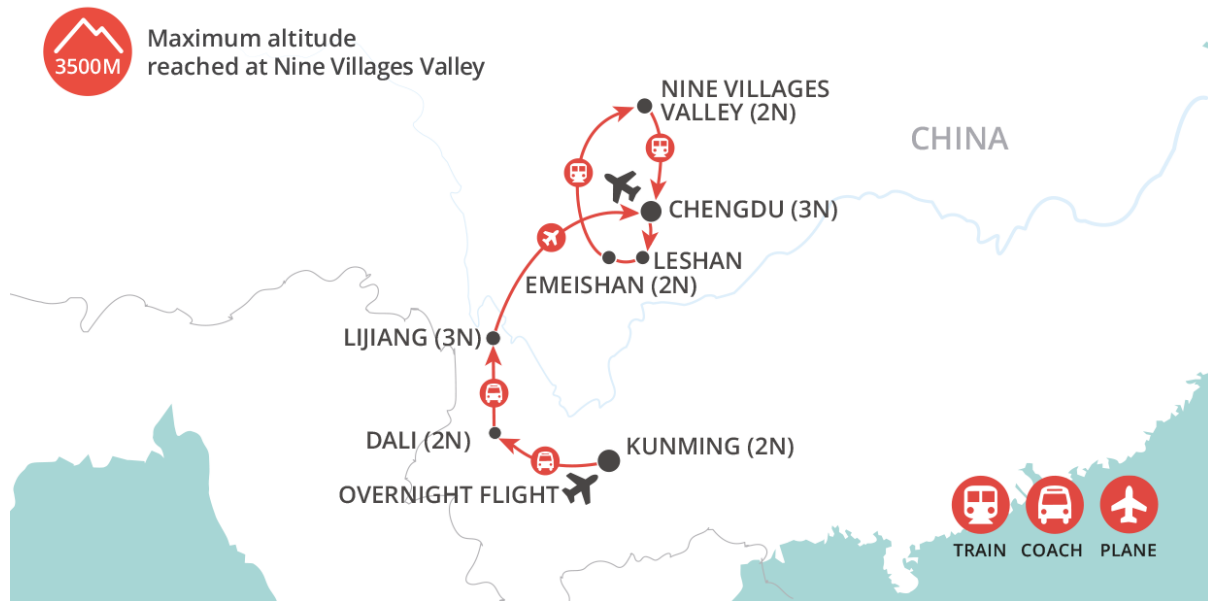 3500M
Maximum altitude
reached at Nine Villages Valley
NINE VILLAGES
VALLEY (2N)
CHINA
CHENGDU (3N)
LESHAN
EMEISHAN (2N)
LIJIANG (3N)
DALI (2N)
KUNMING (2N)
OVERNIGHT FLIGHT
TRAIN COACH PLANE